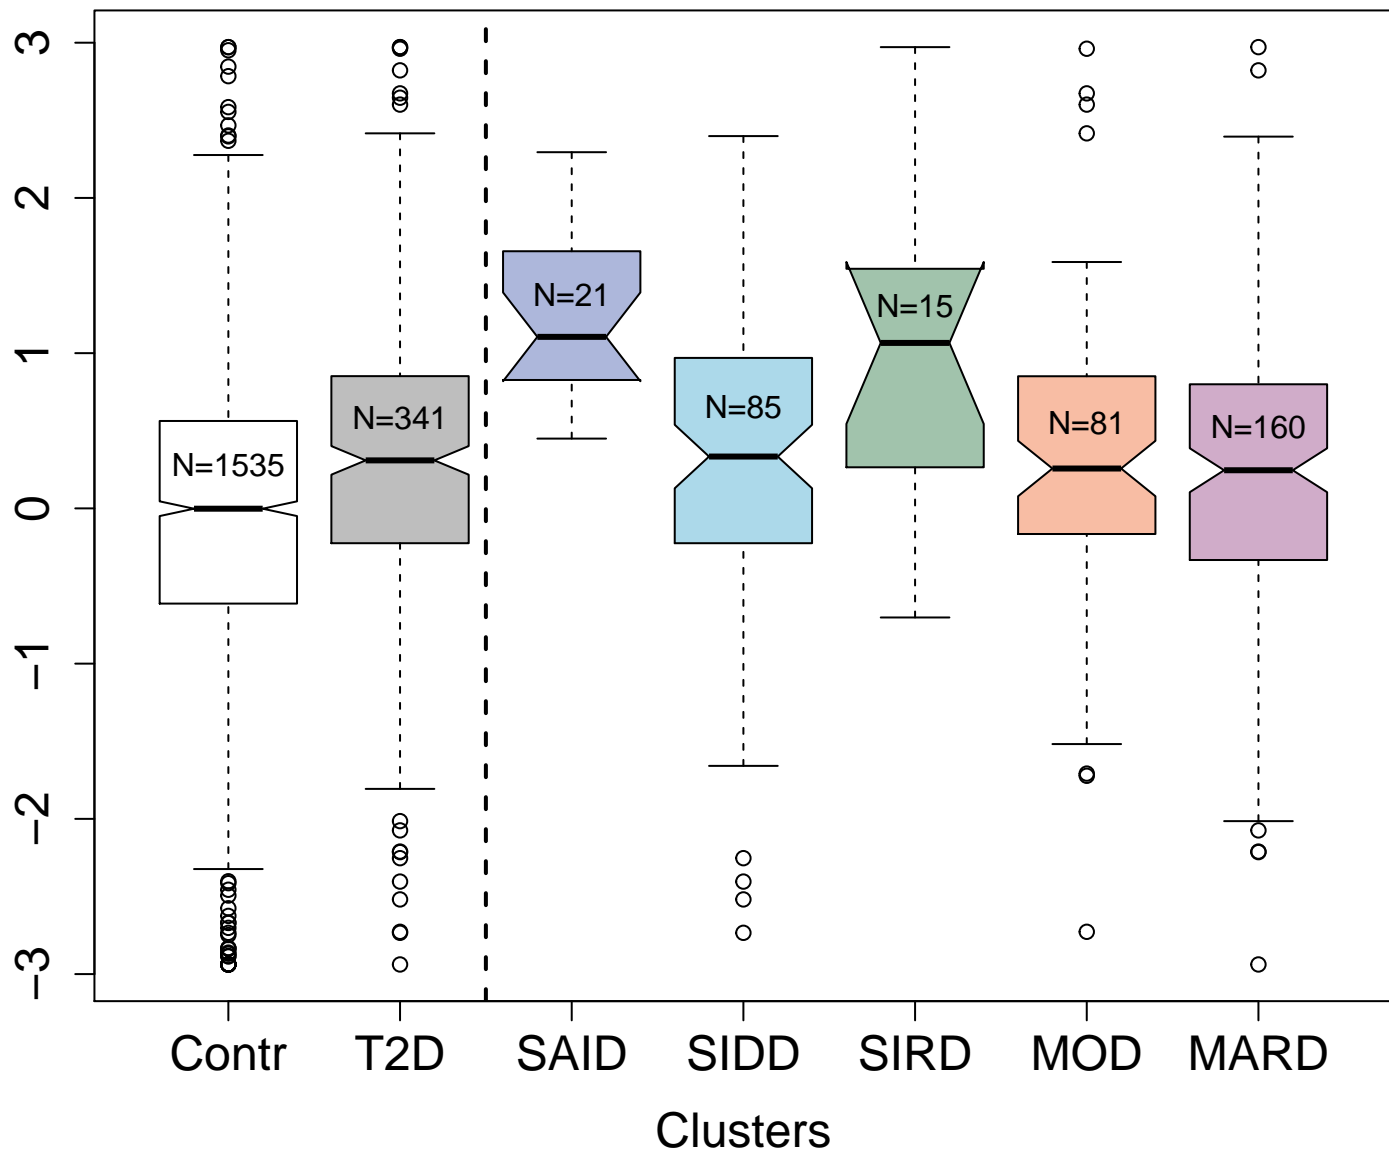 3
2
1
0
−1
−2
−3
N=1535
N=341
N=21
N=85
N=15
N=81
N=160
Contr T2D SAID SIDD SIRD MOD MARD
Clusters